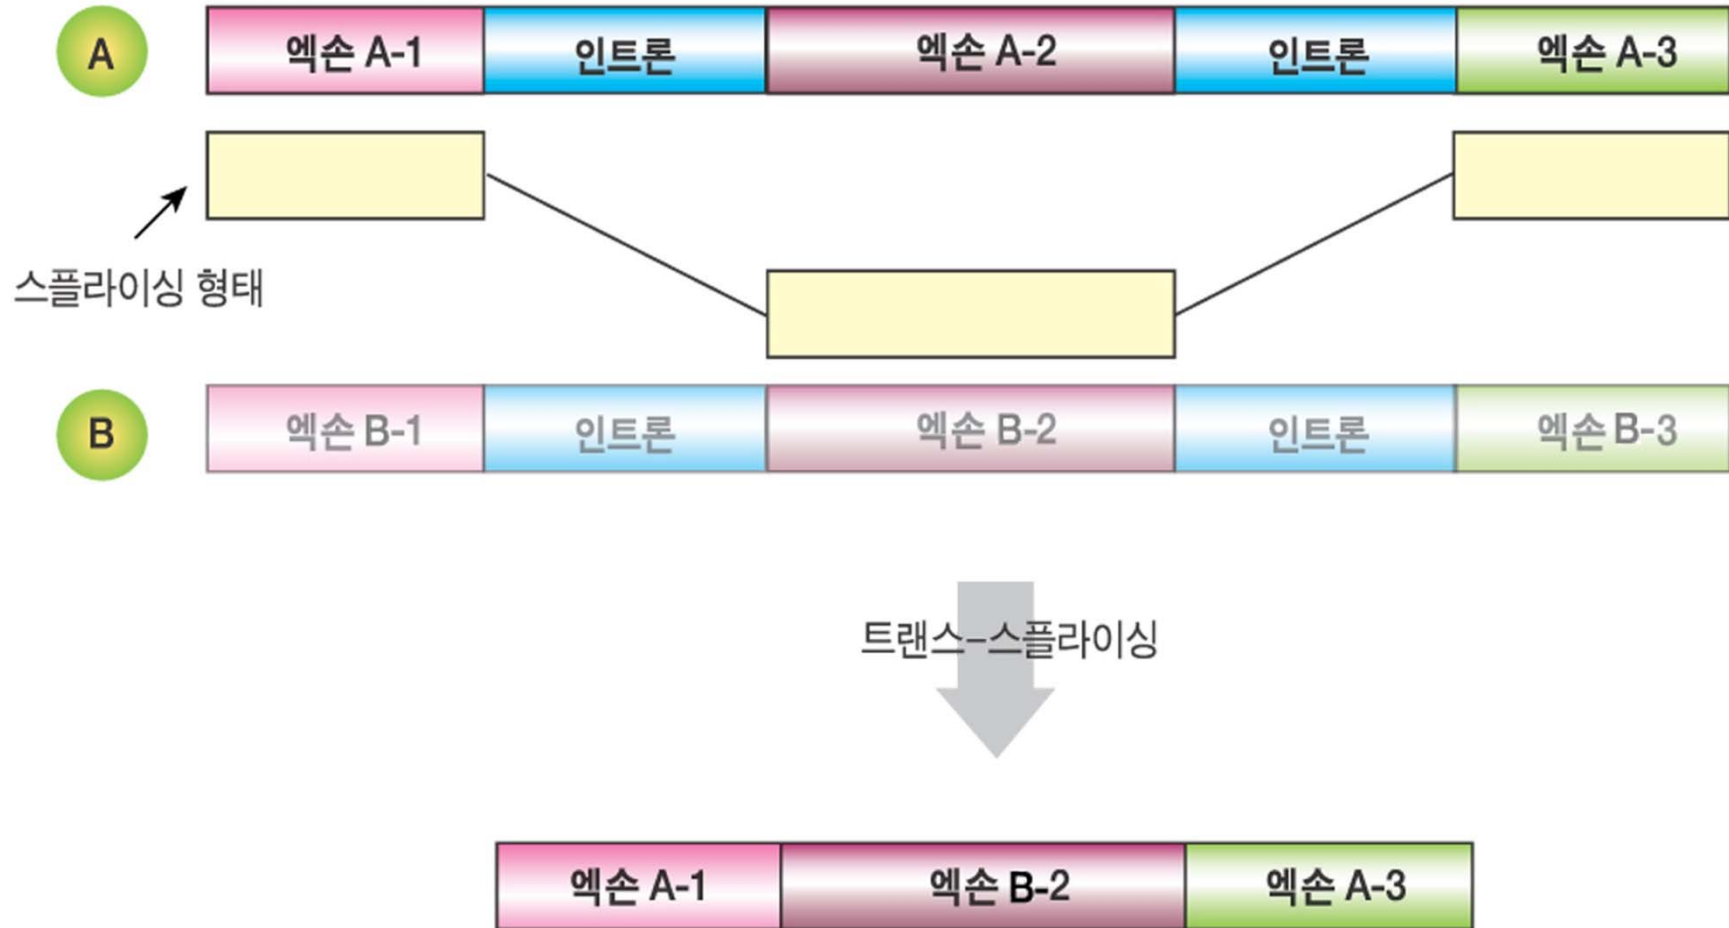 A 엑손 A-1 인트론 엑손 A-2 인트론 엑손 A-3
스플라이싱 형태
B 엑손 B-1 인트론 엑손 B-2 인트론 엑손 B-3
트랜스-스플라이싱
엑손 A-1 엑손 B-2 엑손 A-3